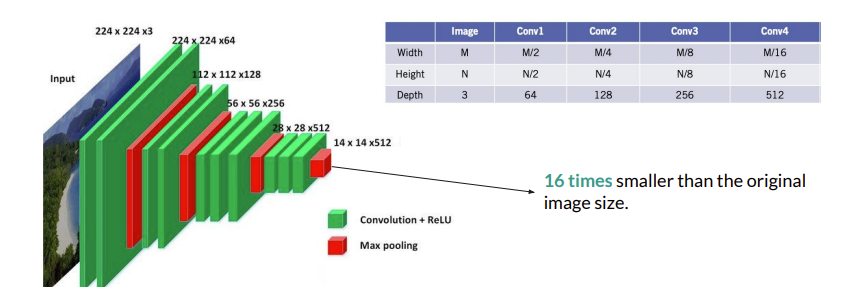 224 x 224 x3
224 x 224 x64
Input
112 x 112 x128
56 x 56 x256
28 x 28 x512
14 x 14 x512
Convolution + ReLU
Max pooling
Image Conv1 Conv2 Conv3 Conv4
Width M M/2 M/4 M/8 M/16
Height N N/2 N/4 N/8 N/16
Depth 3 64 128 256 512
16 times smaller than the original
image size.